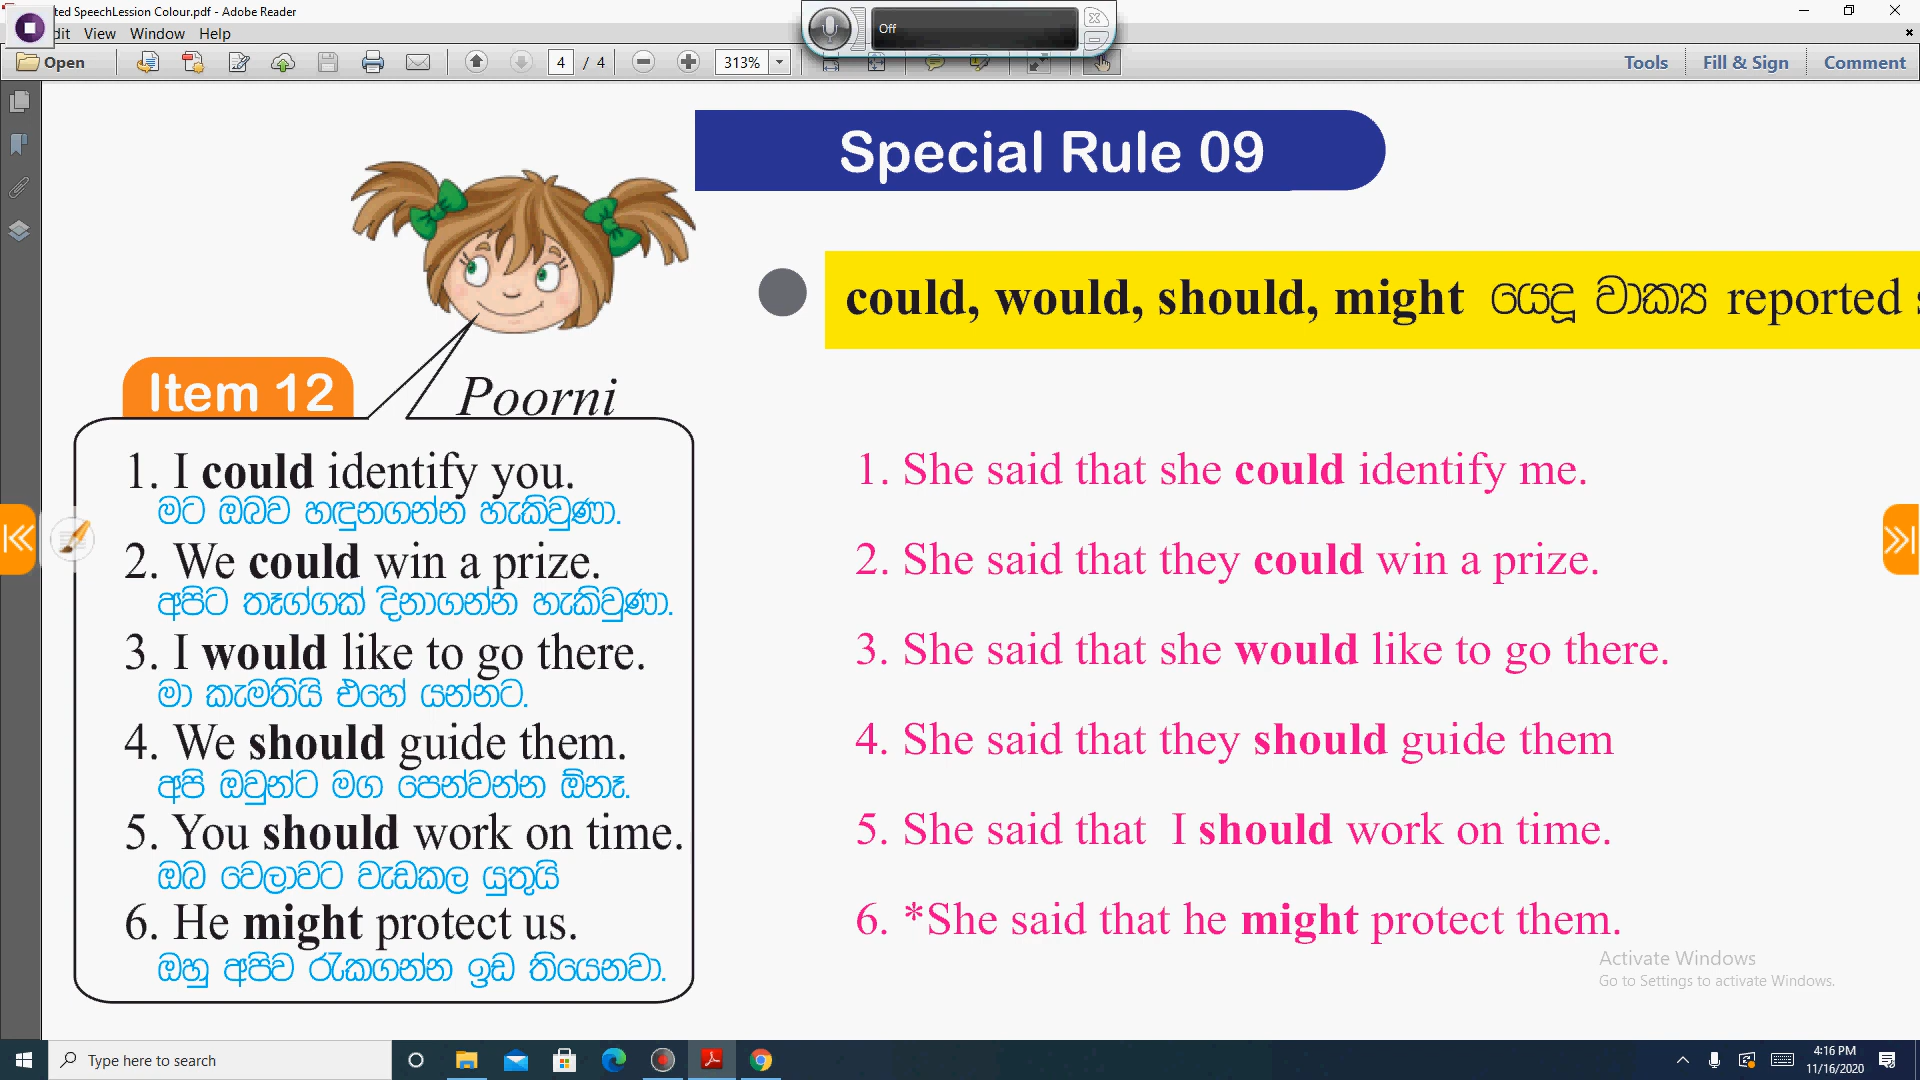 ted SpeechLession Colour.pdf - Adobe Reader
dit View Window Help
Off
Open
4 / 4
313%
Tools Fill & Sign Comment
Special Rule 09
could, would, should, might යෙදූ වාක්‍ය reported
Item 12
Poorni
1. I could identify you.
මට ඔබව හඳුනගන්න හැකිවුණා.
2. We could win a prize.
අපිට තෑග්ගක් දිනාගන්න හැකිවුණා.
3. I would like to go there.
මා කැමතියි එහේ යන්නට.
4. We should guide them.
අපි ඔවුන්ට මග පෙන්වන්න ඕනෑ.
5. You should work on time.
ඔබ වෙලාවට වැඩකල යුතුයි
6. He might protect us.
ඔහු අපිව රැකගන්න ඉඩ තියෙනවා.
1. She said that she could identify me.
2. She said that they could win a prize.
3. She said that she would like to go there.
4. She said that they should guide them
5. She said that I should work on time.
6. *She said that he might protect them.
Activate Windows
Go to Settings to activate Windows.
Type here to search
4:16 PM
11/16/2020